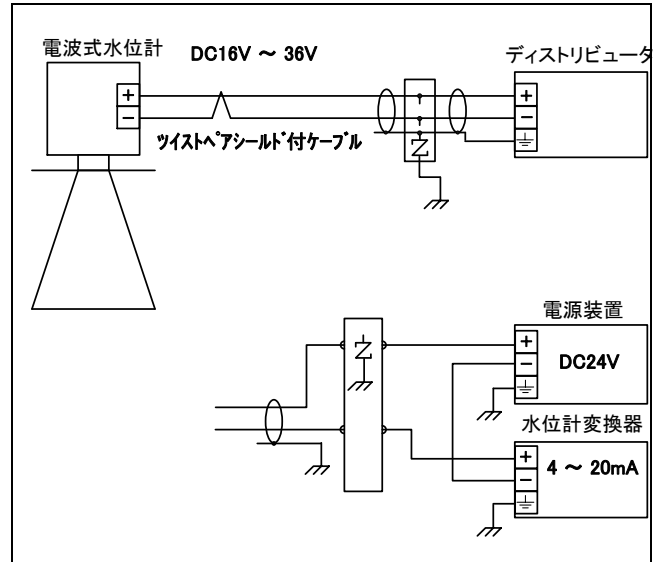 電波式水位計
DC16V ～ 36V
ディストリビュータ
+
−
+
−
ﾂｲｽﾄﾍﾟｱｼｰﾙﾄﾞ付ｹｰﾌﾞﾙ
電源装置
+
−
DC24V
水位計変換器
+
−
4 ～ 20mA